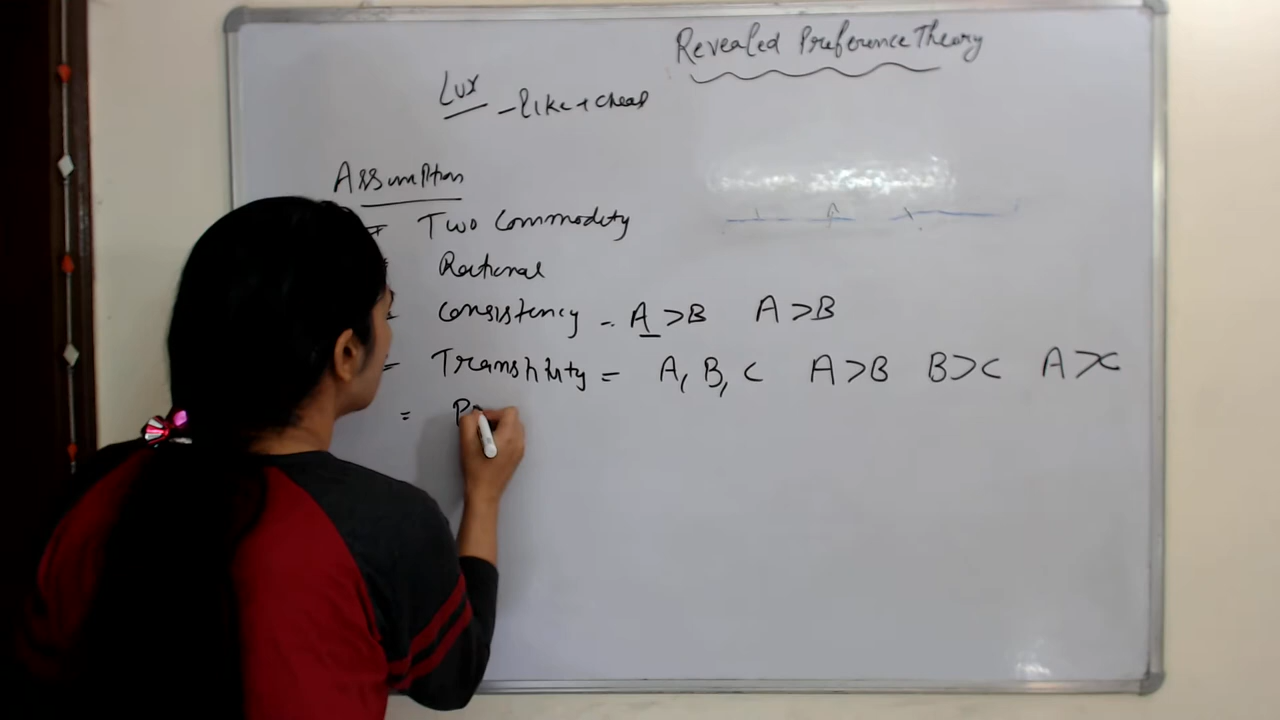 Revealed Preference Theory
Lux - like + cheap
Assumption
= Two Commodity
Rational
Consistency - A > B A > B
= Transitivity = A, B, C A > B B > C A > C
=